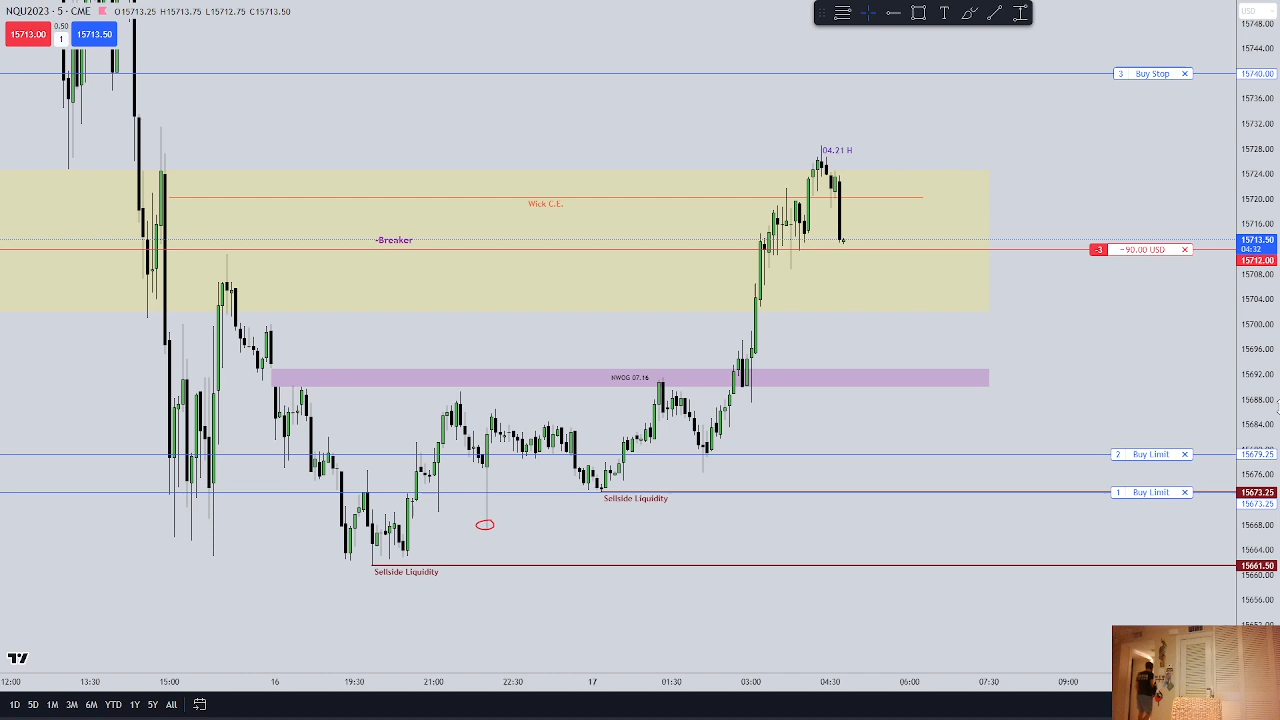 NQU2023 · 5 · CME O15713.25 H15713.75 L15712.75 C15713.50
USD
15713.00 0.50 1 15713.50
15748.00
15744.00
3 Buy Stop × 15740.00
15736.00
15732.00
04.21 H 15728.00
15724.00
Wick C.E. 15720.00
15716.00
-Breaker 15713.50
04:32
-3 −90.00 USD × 15712.00
15708.00
15704.00
15700.00
15696.00
NWOG 07.16 15692.00
15688.00
15684.00
2 Buy Limit × 15679.25
15676.00
1 Buy Limit × 15673.25
Sellside Liquidity 15673.25
15668.00
15664.00
15661.50
Sellside Liquidity 15660.00
15656.00
12:00 13:30 15:00 16 19:30 21:00 22:30 17 01:30 03:00 04:30 06:00 07:30 09:00
1D 5D 1M 3M 6M YTD 1Y 5Y All